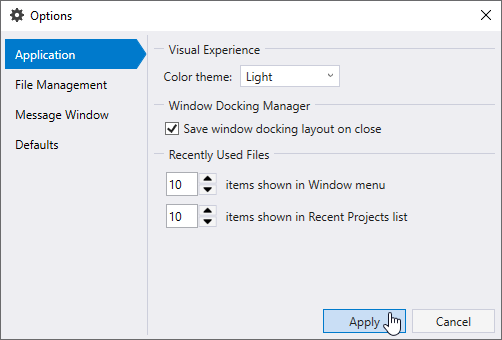 Options
Application
File Management
Message Window
Defaults
Visual Experience
Color theme: Light
Window Docking Manager
Save window docking layout on close
Recently Used Files
10 items shown in Window menu
10 items shown in Recent Projects list
Apply Cancel